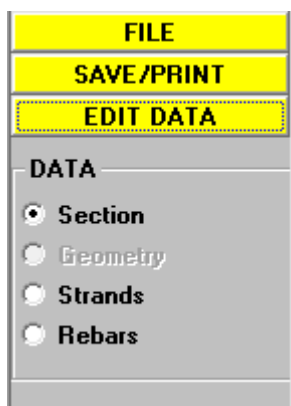 FILE
SAVE/PRINT
EDIT DATA
DATA
Section
Geometry
Strands
Rebars